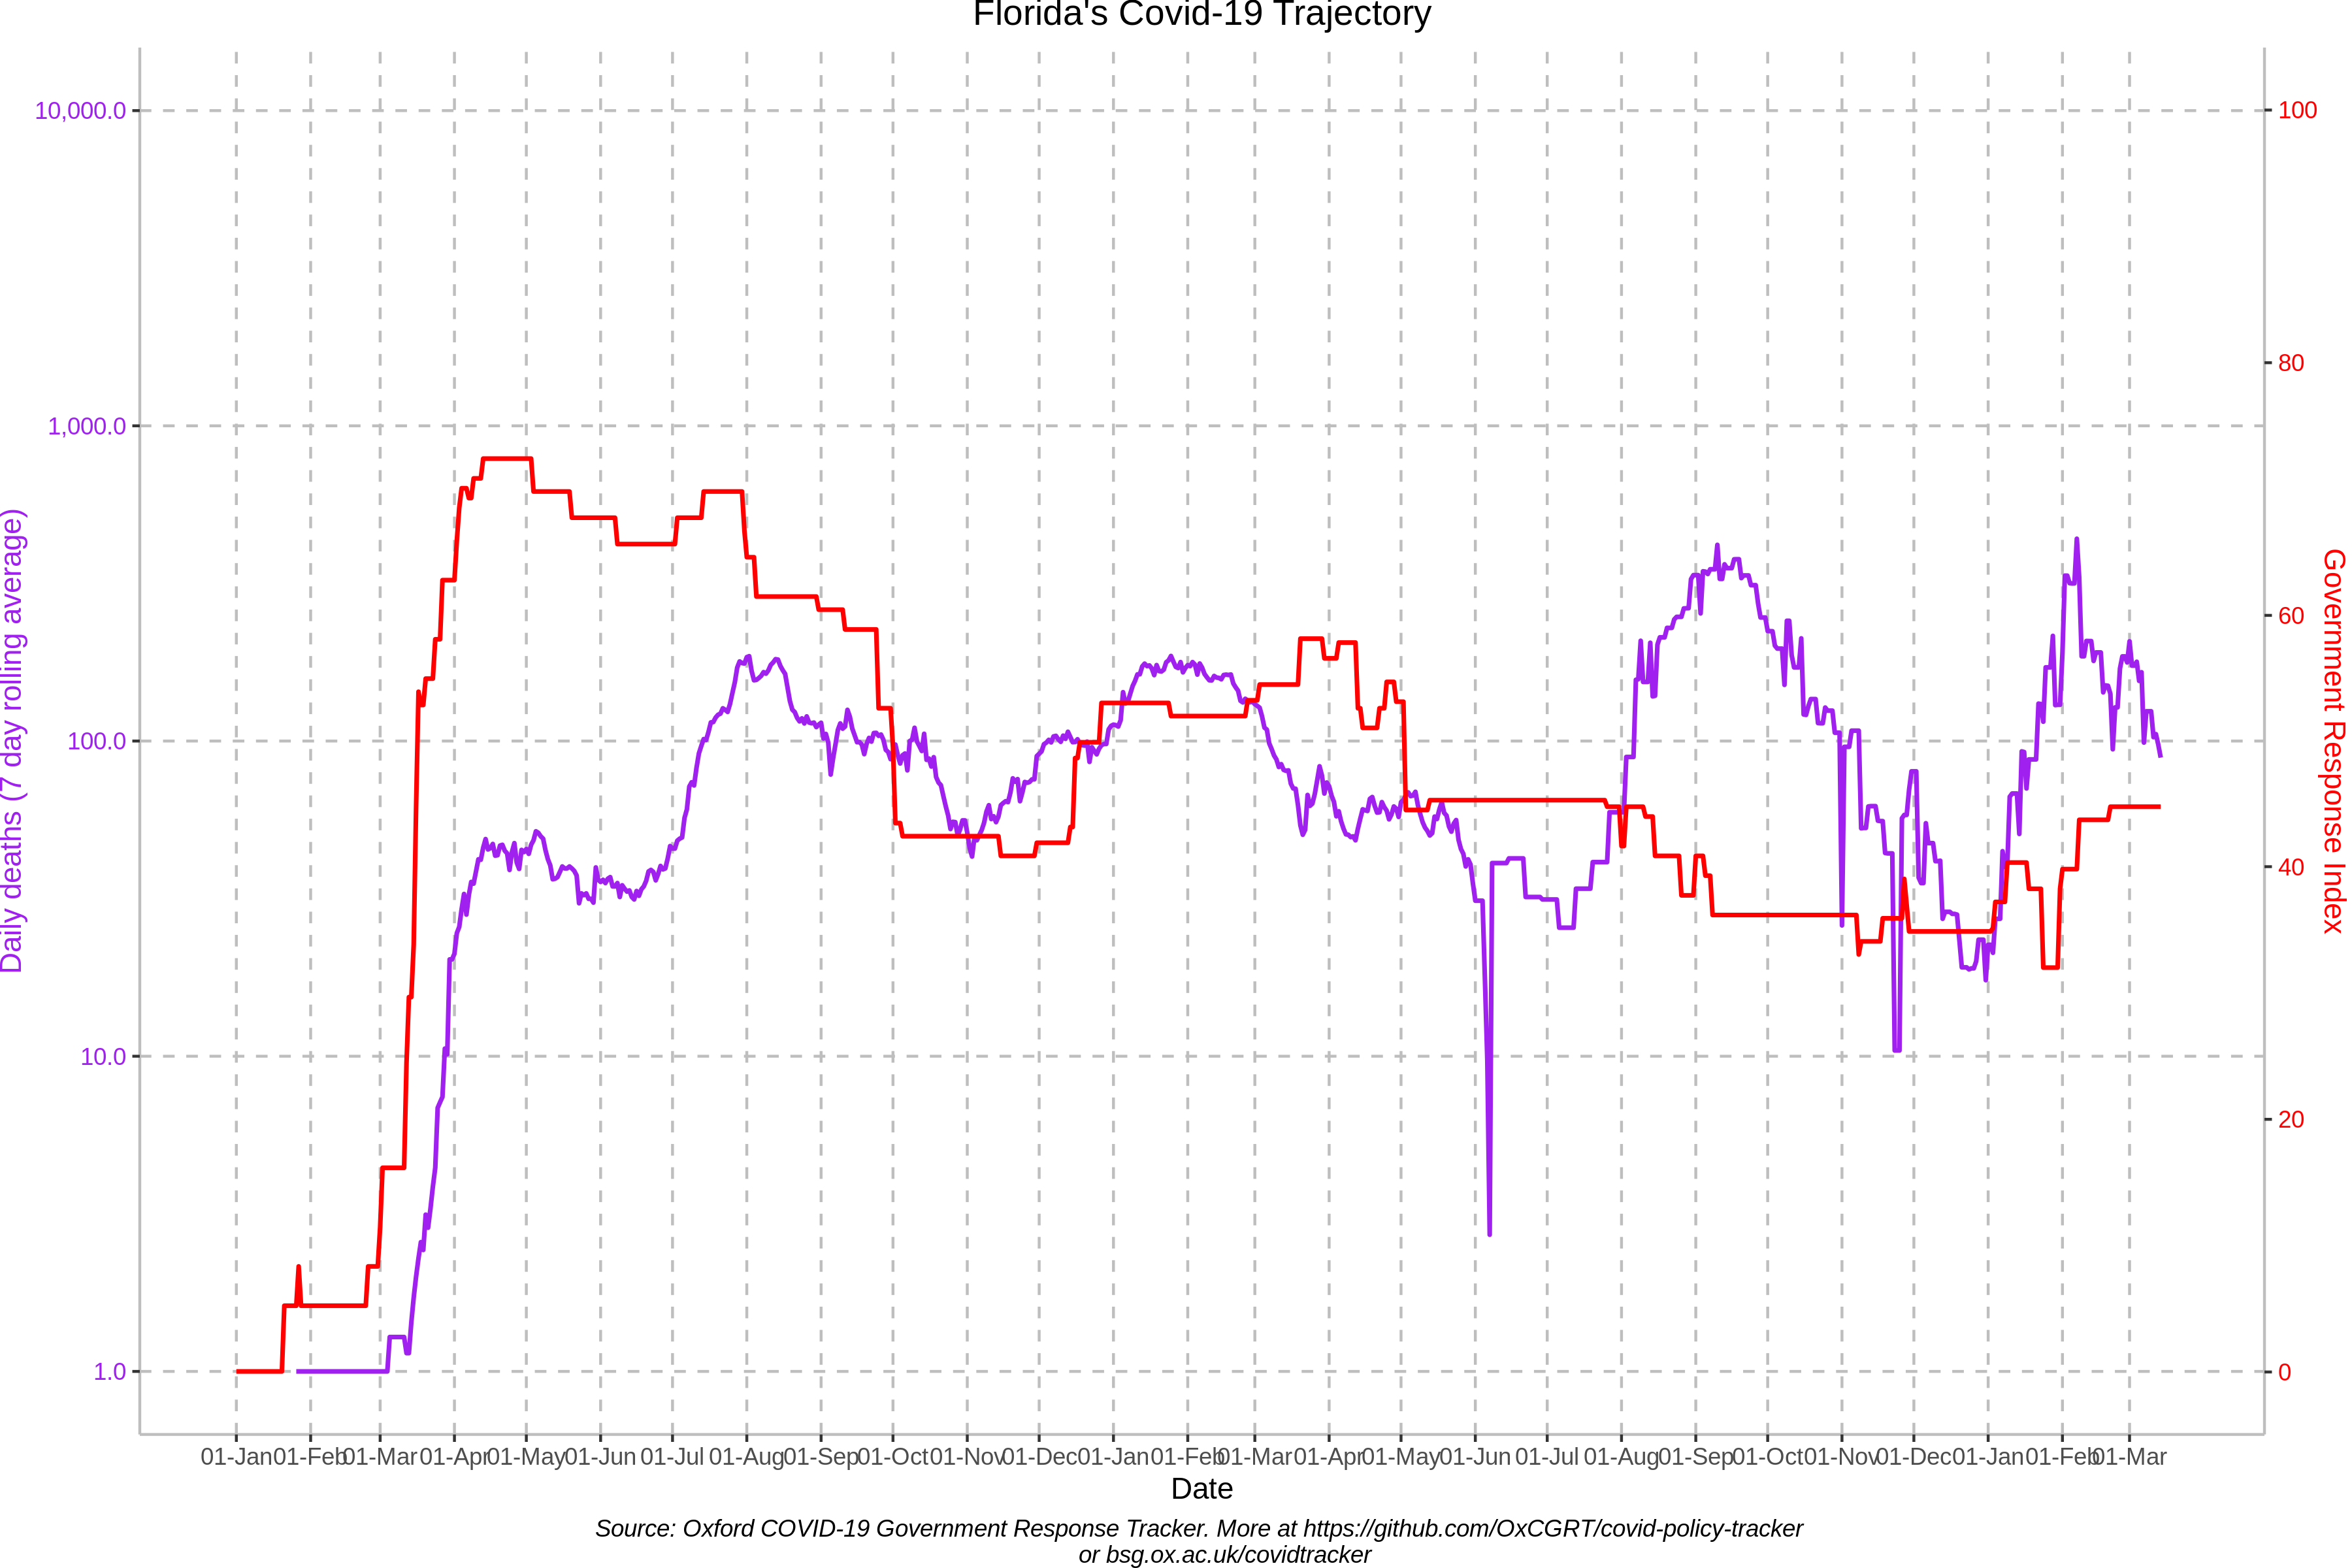 Florida's Covid-19 Trajectory
10,000.0
1,000.0
100.0
10.0
1.0
Daily deaths (7 day rolling average)
100
80
60
40
20
0
Government Response Index
01-Jan 01-Feb 01-Mar 01-Apr 01-May 01-Jun 01-Jul 01-Aug 01-Sep 01-Oct 01-Nov 01-Dec 01-Jan 01-Feb 01-Mar 01-Apr 01-May 01-Jun 01-Jul 01-Aug 01-Sep 01-Oct 01-Nov 01-Dec 01-Jan 01-Feb 01-Mar
Date
Source: Oxford COVID-19 Government Response Tracker. More at https://github.com/OxCGRT/covid-policy-tracker
or bsg.ox.ac.uk/covidtracker